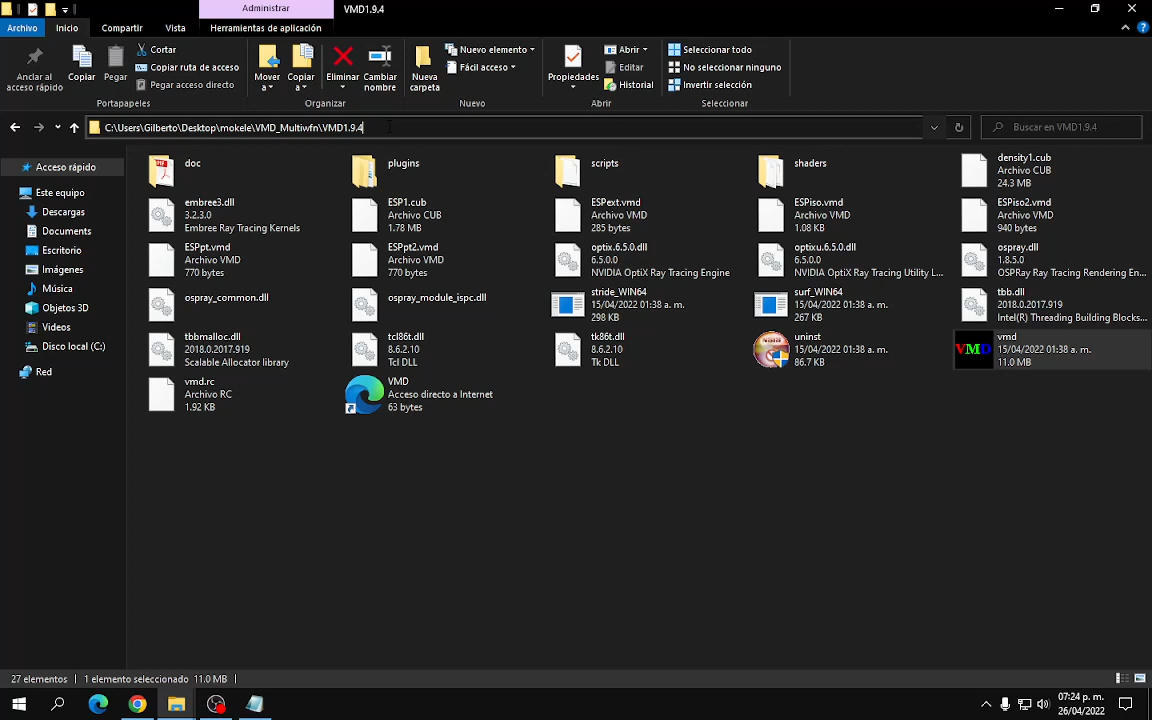 Administrar
VMD1.9.4
Archivo
Inicio
Compartir
Vista
Herramientas de aplicación
Anclar al
acceso rápido
Copiar
Pegar
Cortar
Copiar ruta de acceso
Pegar acceso directo
Portapapeles
Mover
a
Copiar
a
Eliminar
Cambiar
nombre
Organizar
Nueva
carpeta
Nuevo elemento
Fácil acceso
Nuevo
Propiedades
Abrir
Editar
Historial
Abrir
Seleccionar todo
No seleccionar ninguno
Invertir selección
Seleccionar
C:\Users\Gilberto\Desktop\mokele\VMD_Multiwfn\VMD1.9.4
Buscar en VMD1.9.4
Acceso rápido
Este equipo
Descargas
Documents
Escritorio
Imágenes
Música
Objetos 3D
Videos
Disco local (C:)
Red
doc
plugins
scripts
shaders
density1.cub
Archivo CUB
24.3 MB
embree3.dll
3.2.3.0
Embree Ray Tracing Kernels
ESP1.cub
Archivo CUB
1.78 MB
ESPext.vmd
Archivo VMD
285 bytes
ESPiso.vmd
Archivo VMD
1.08 KB
ESPiso2.vmd
Archivo VMD
940 bytes
ESPpt.vmd
Archivo VMD
770 bytes
ESPpt2.vmd
Archivo VMD
770 bytes
optix.6.5.0.dll
6.5.0.0
NVIDIA OptiX Ray Tracing Engine
optixu.6.5.0.dll
6.5.0.0
NVIDIA OptiX Ray Tracing Utility L...
ospray.dll
1.8.5.0
OSPRay Ray Tracing Rendering En...
ospray_common.dll
ospray_module_ispc.dll
stride_WIN64
15/04/2022 01:38 a. m.
298 KB
surf_WIN64
15/04/2022 01:38 a. m.
267 KB
tbb.dll
2018.0.2017.919
Intel(R) Threading Building Blocks...
tbbmalloc.dll
2018.0.2017.919
Scalable Allocator library
tcl86t.dll
8.6.2.10
Tcl DLL
tk86t.dll
8.6.2.10
Tk DLL
uninst
15/04/2022 01:38 a. m.
86.7 KB
VMD
vmd
15/04/2022 01:38 a. m.
11.0 MB
vmd.rc
Archivo RC
1.92 KB
VMD
Acceso directo a Internet
63 bytes
27 elementos
1 elemento seleccionado 11.0 MB
07:24 p. m.
26/04/2022